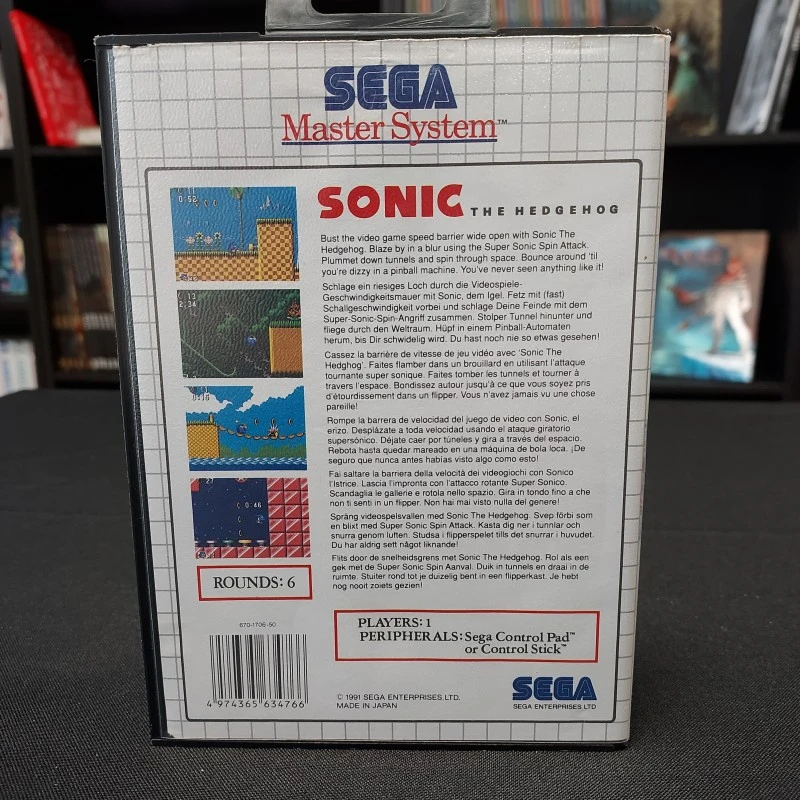 SEGA
Master System™
SONIC THE HEDGEHOG
Bust the video game speed barrier wide open with Sonic The
Hedgehog. Blaze by in a blur using the Super Sonic Spin Attack.
Plummet down tunnels and spin through space. Bounce around 'til
you're dizzy in a pinball machine. You've never seen anything like it!
Schlage ein riesiges Loch durch die Videospiele-
Geschwindigkeitsmauer mit Sonic, dem Igel. Fetz mit (fast)
Schallgeschwindigkeit vorbei und schlage Deine Feinde mit dem
Super-Sonic-Spin-Angriff zusammen. Stolper Tunnel hinunter und
fliege durch den Weltraum. Hüpf in einem Pinball-Automaten
herum, bis Dir schwidelig wird. Du hast noch nie so etwas gesehen!
Cassez la barrière de vitesse de jeu vidéo avec 'Sonic The
Hedghog'. Faites flamber dans un brouillard en utilisant l'attaque
tournante super sonique. Faites tomber les tunnels et tourner à
travers l'espace. Bondissez autour jusqu'à ce que vous soyez pris
d'étourdissement dans un flipper. Vous n'avez jamais vu une chose
pareille!
Rompe la barrera de velocidad del juego de video con Sonic, el
erizo. Desplázate a toda velocidad usando el ataque giratorio
supersónico. Déjate caer por túneles y gira a través del espacio.
Rebota hasta quedar mareado en una máquina de bola loca. ¡De
seguro que nunca antes habías visto algo como esto!
Fai saltare la barriera della velocità dei videogiochi con Sonico
l'Istrice. Lascia l'impronta con l'attacco rotante Super Sonico.
Scandaglia le gallerie e rotola nello spazio. Gira in tondo fino a che
non ti senti in un flipper. Non hai mai visto nulla del genere!
Spräng videospelsvallen med Sonic The Hedgehog. Svep förbi som
en blixt med Super Sonic Spin Attack. Kasta dig ner i tunnlar och
snurra genom luften. Studsa i flipperspelet tills det snurrar i huvudet.
Du har aldrig sett något liknande!
Flits door de snelheidsgrens met Sonic The Hedgehog. Rol als een
gek met de Super Sonic Spin Aanval. Duik in tunnels en draai in de
ruimte. Stuiter rond tot je duizelig bent in een flipperkast. Je hebt
nog nooit zoiets gezien!
0:52
13
2:34
0:16
27
0:46
ROUNDS: 6
PLAYERS: 1
PERIPHERALS: Sega Control Pad™
or Control Stick™
670-1706-50
4 974365 634766
© 1991 SEGA ENTERPRISES, LTD.
MADE IN JAPAN
SEGA
SEGA ENTERPRISES, LTD